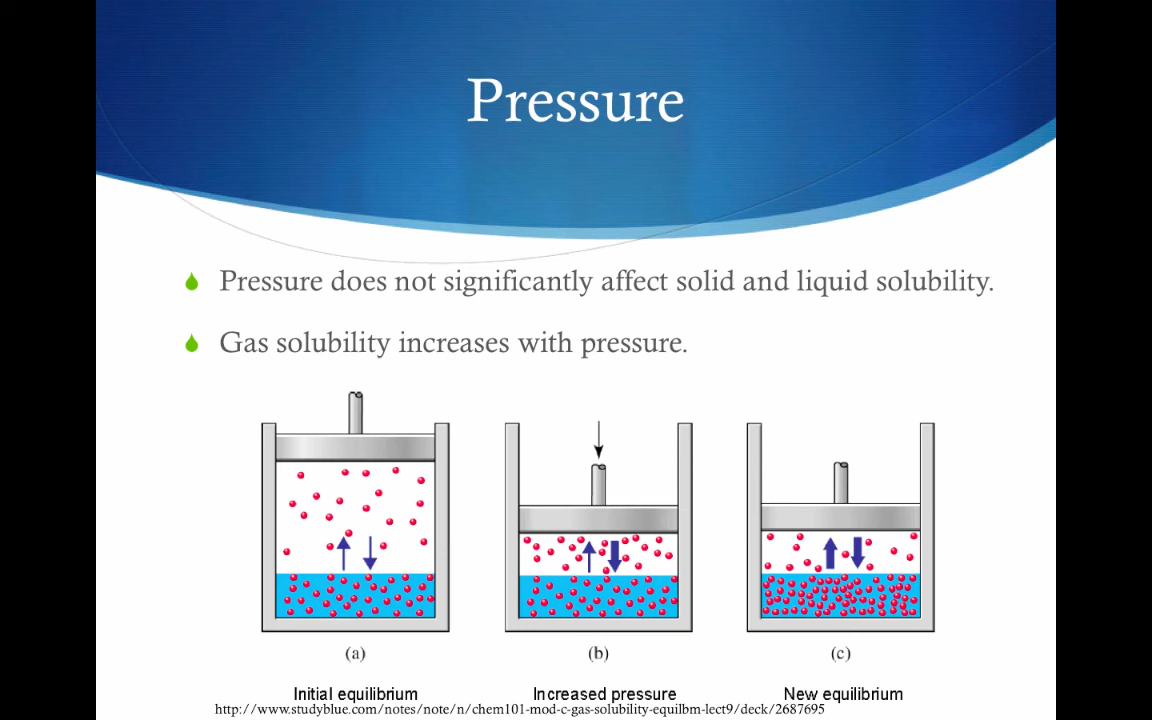 Pressure
Pressure does not significantly affect solid and liquid solubility.
Gas solubility increases with pressure.
(a) (b) (c)
Initial equilibrium Increased pressure New equilibrium
http://www.studyblue.com/notes/note/n/chem101-mod-c-gas-solubility-equilbm-lect9/deck/2687695